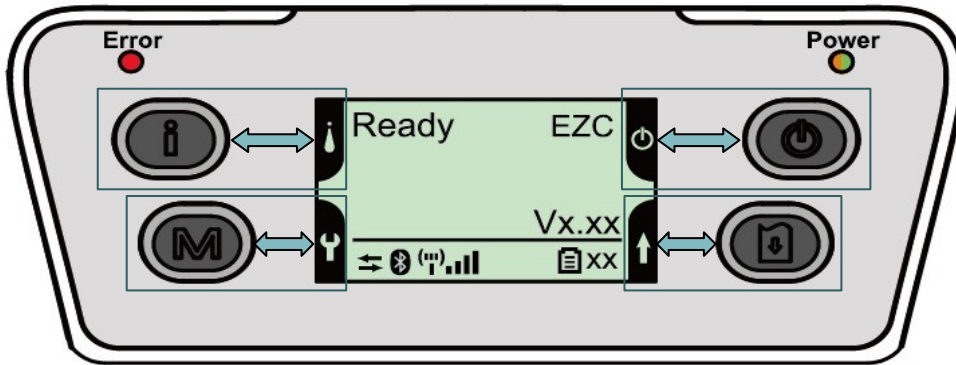 Error
Power
i
Ready EZC
M
Vx.xx
xx